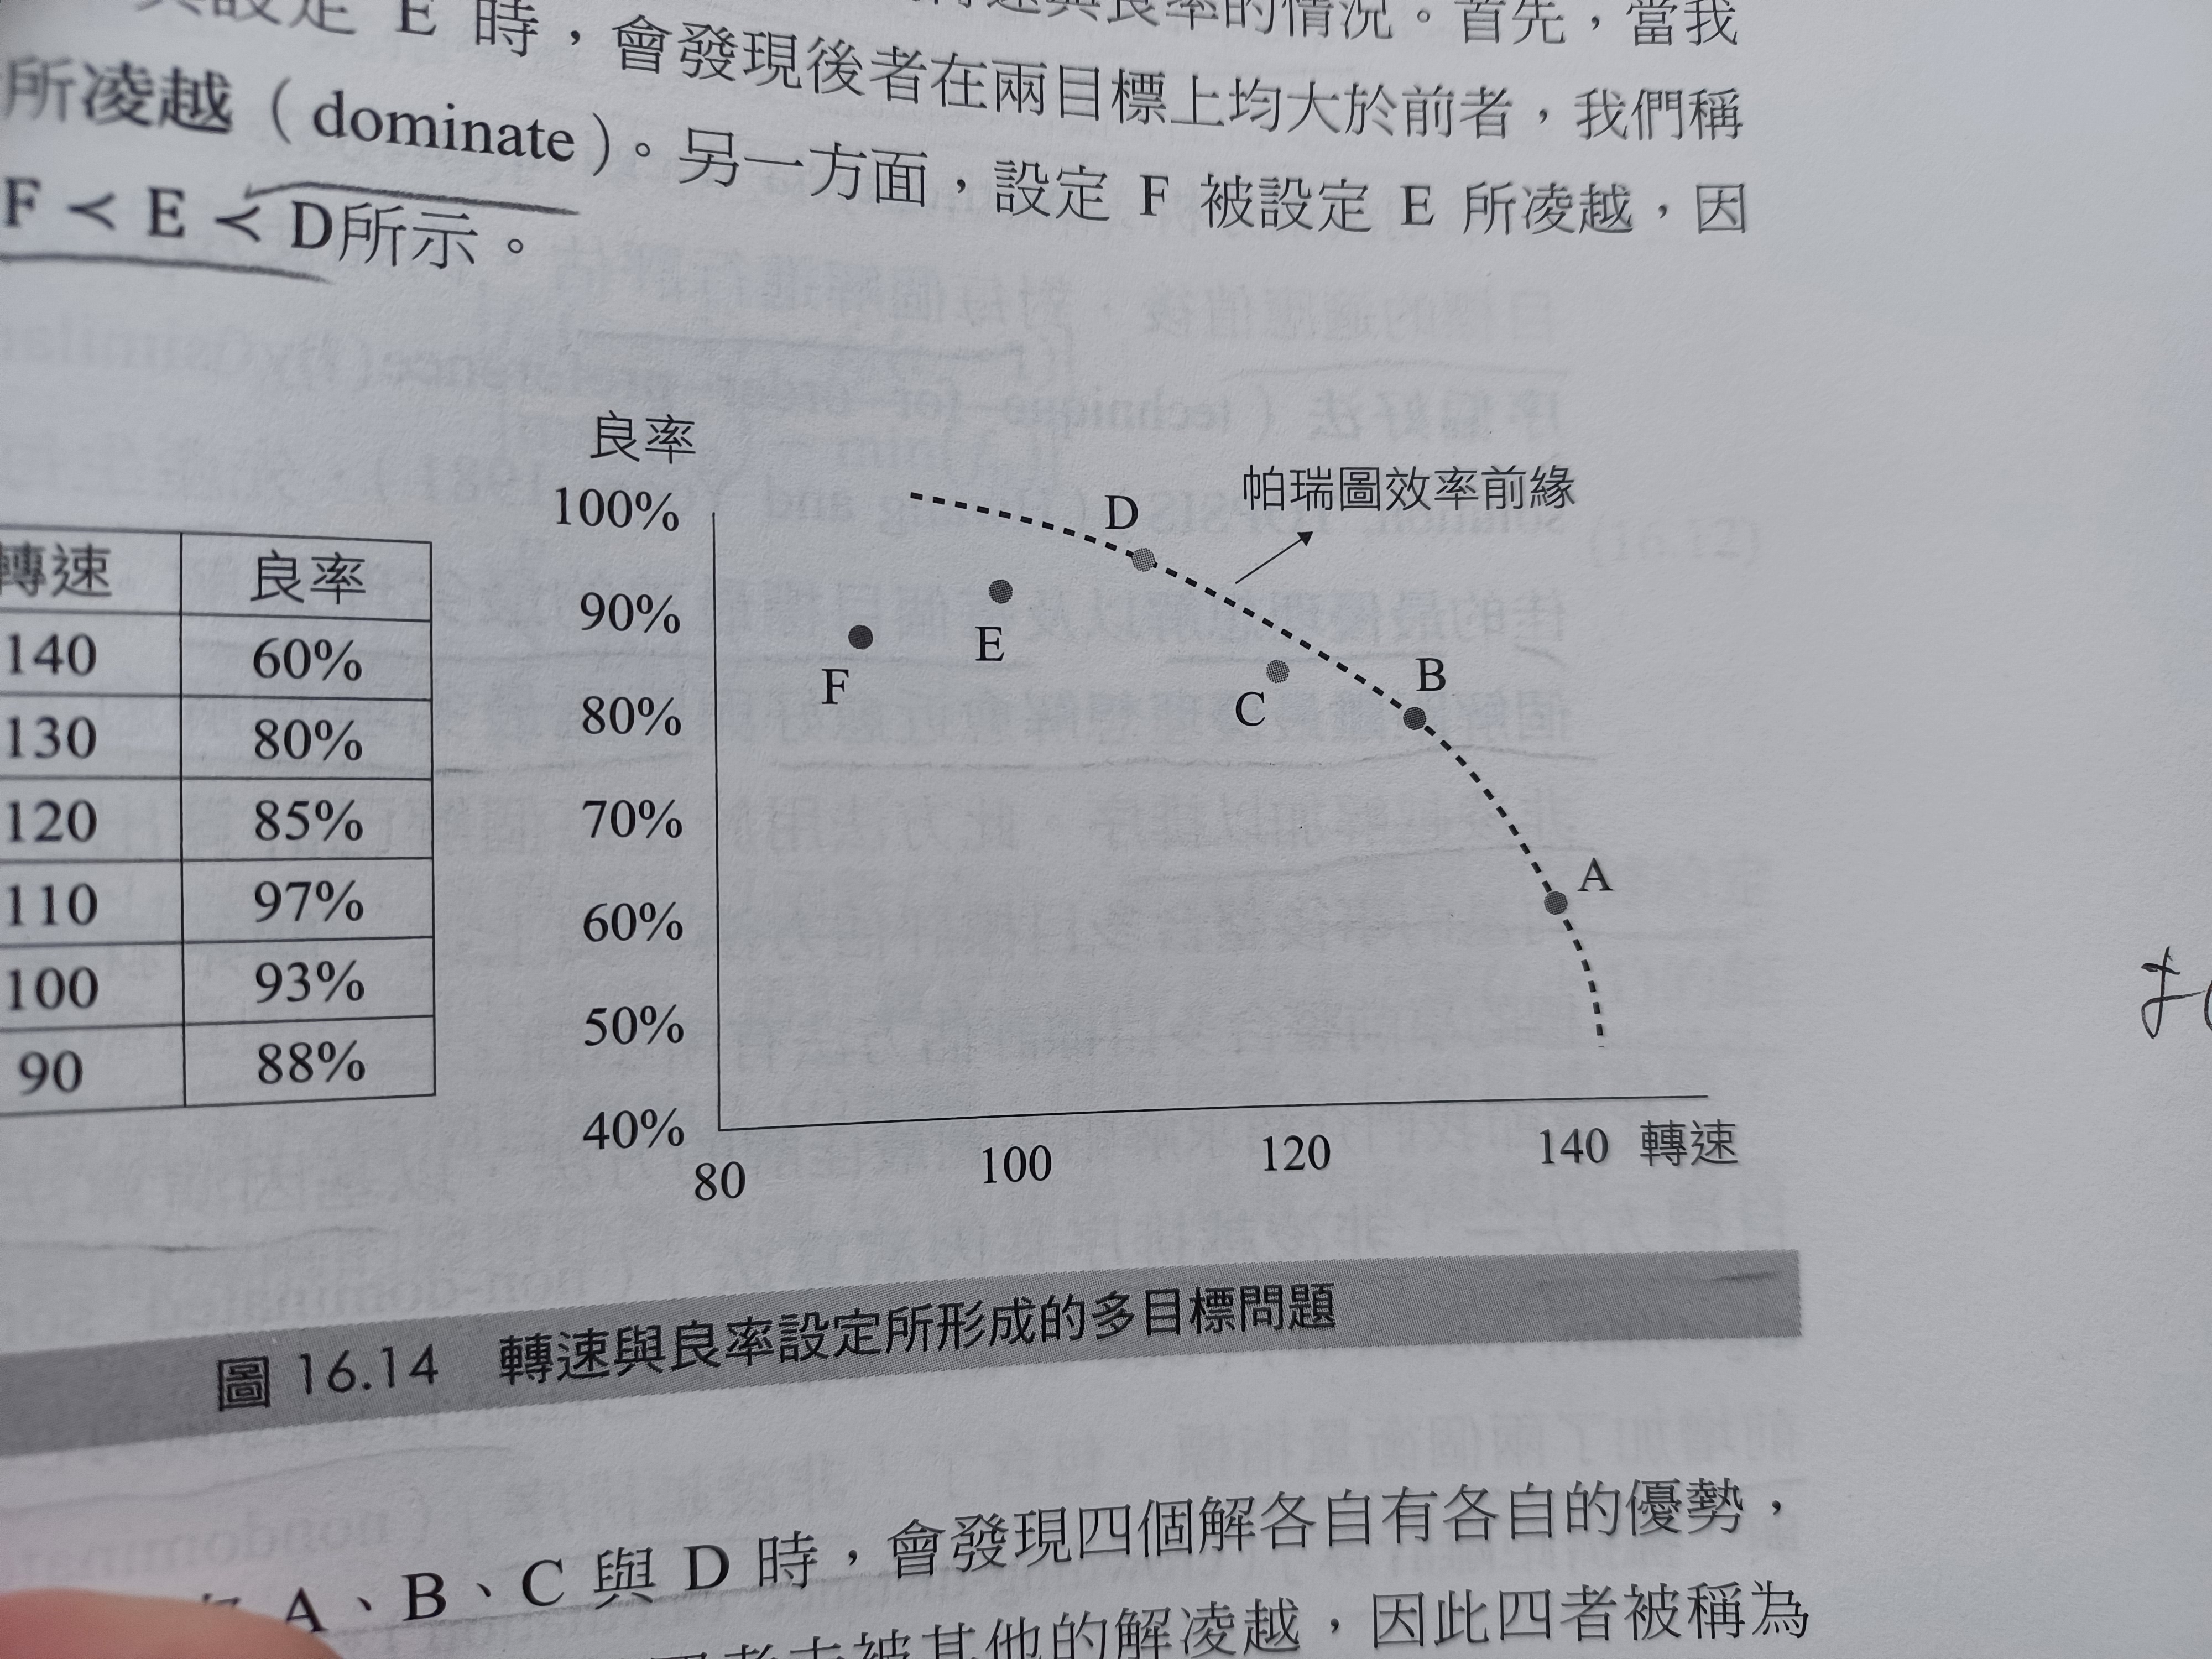 設定 E 時，會發現後者在兩目標上均大於前者，我們稱
所凌越（dominate）。另一方面，設定 F 被設定 E 所凌越，因
F ≺ E ≺ D所示。
轉速 良率
140 60%
130 80%
120 85%
110 97%
100 93%
90 88%
良率
100%
90%
80%
70%
60%
50%
40%
80 100 120 140 轉速
帕瑞圖效率前緣
D
E
F
C
B
A
圖 16.14 轉速與良率設定所形成的多目標問題
A、B、C 與 D 時，會發現四個解各自有各自的優勢，
被其他的解凌越，因此四者被稱為